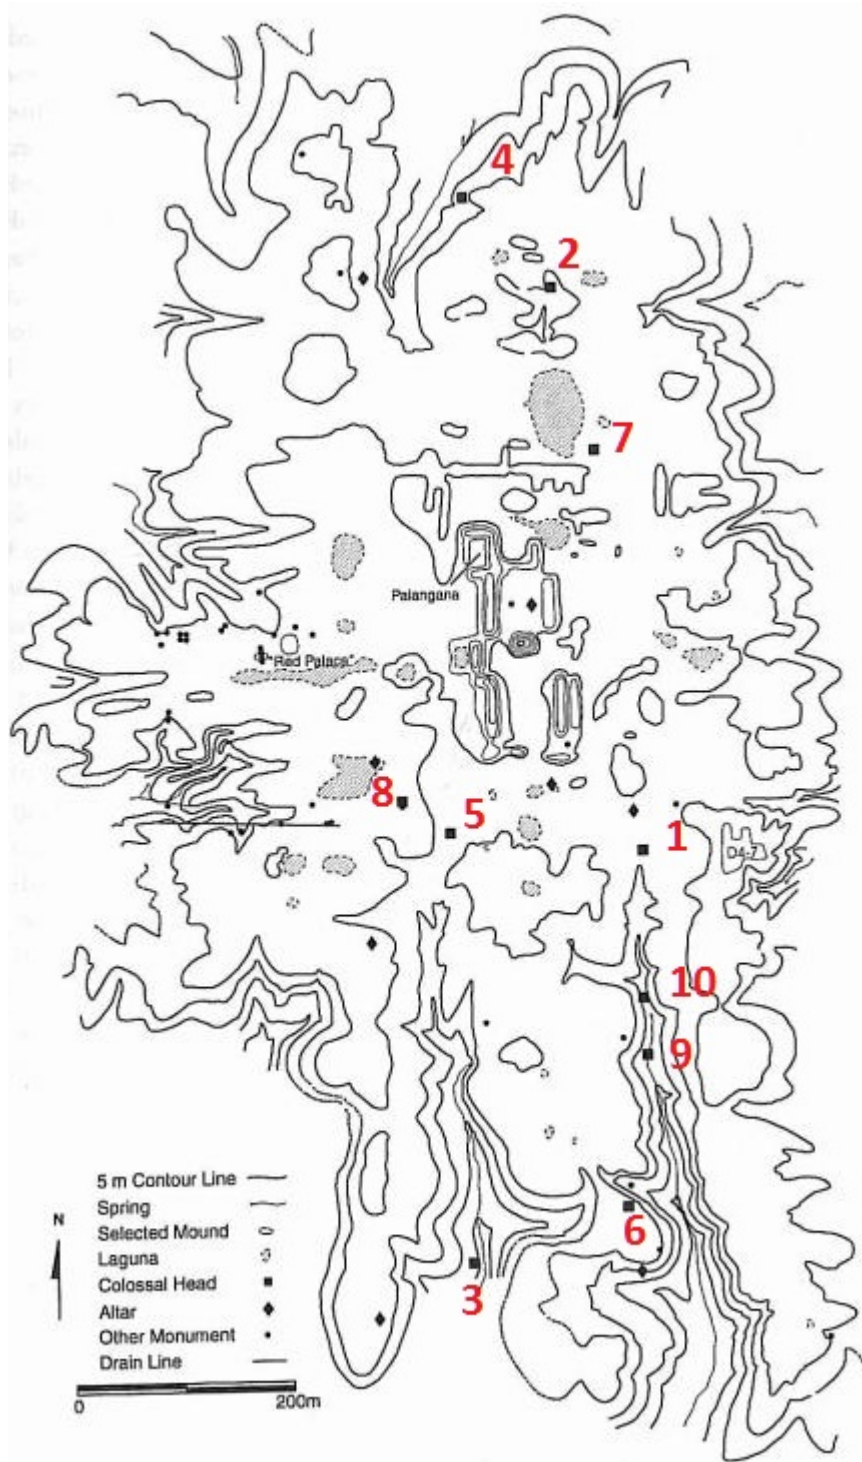 4
2
7
Palangana
"Red Palace"
8
5
1
D4-7
10
9
6
3
5 m Contour Line
Spring
Selected Mound
Laguna
Colossal Head
Altar
Other Monument
Drain Line
N
0 200m